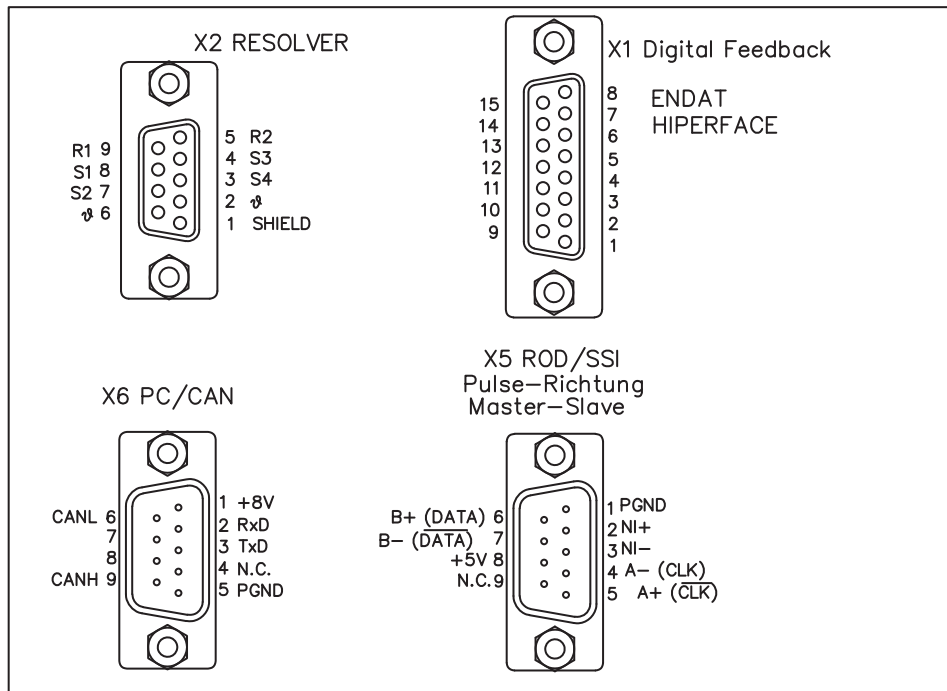 X2 RESOLVER
5 R2
R1 9
4 S3
S1 8
3 S4
S2 7
2 ϑ
ϑ 6
1 SHIELD
X1 Digital Feedback
ENDAT
HIPERFACE
8
15
7
14
6
13
5
12
4
11
3
10
2
9
1
X6 PC/CAN
1 +8V
CANL 6
2 RxD
7
3 TxD
8
4 N.C.
CANH 9
5 PGND
X5 ROD/SSI
Pulse-Richtung
Master-Slave
1 PGND
B+ (DATA) 6
2 NI+
B- (D̅A̅T̅A̅) 7
3 NI-
+5V 8
4 A- (CLK)
N.C. 9
5 A+ (C̅L̅K̅)